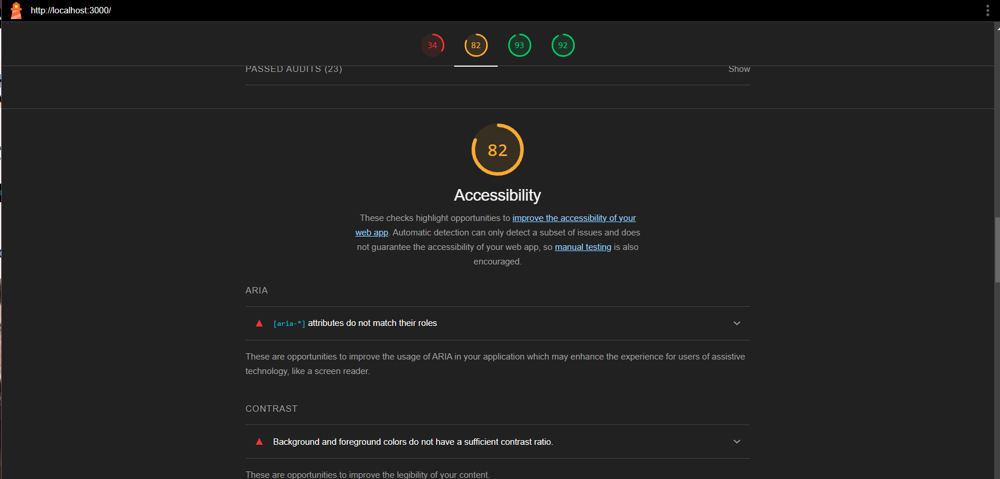 http://localhost:3000/
34 82 93 92
PASSED AUDITS (23) Show
82
Accessibility
These checks highlight opportunities to improve the accessibility of your
web app. Automatic detection can only detect a subset of issues and does
not guarantee the accessibility of your web app, so manual testing is also
encouraged.
ARIA
[aria-*] attributes do not match their roles
These are opportunities to improve the usage of ARIA in your application which may enhance the experience for users of assistive
technology, like a screen reader.
CONTRAST
Background and foreground colors do not have a sufficient contrast ratio.
These are opportunities to improve the legibility of your content.